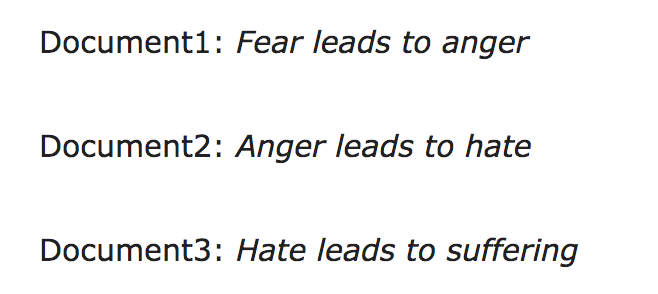 Document1: Fear leads to anger
Document2: Anger leads to hate
Document3: Hate leads to suffering